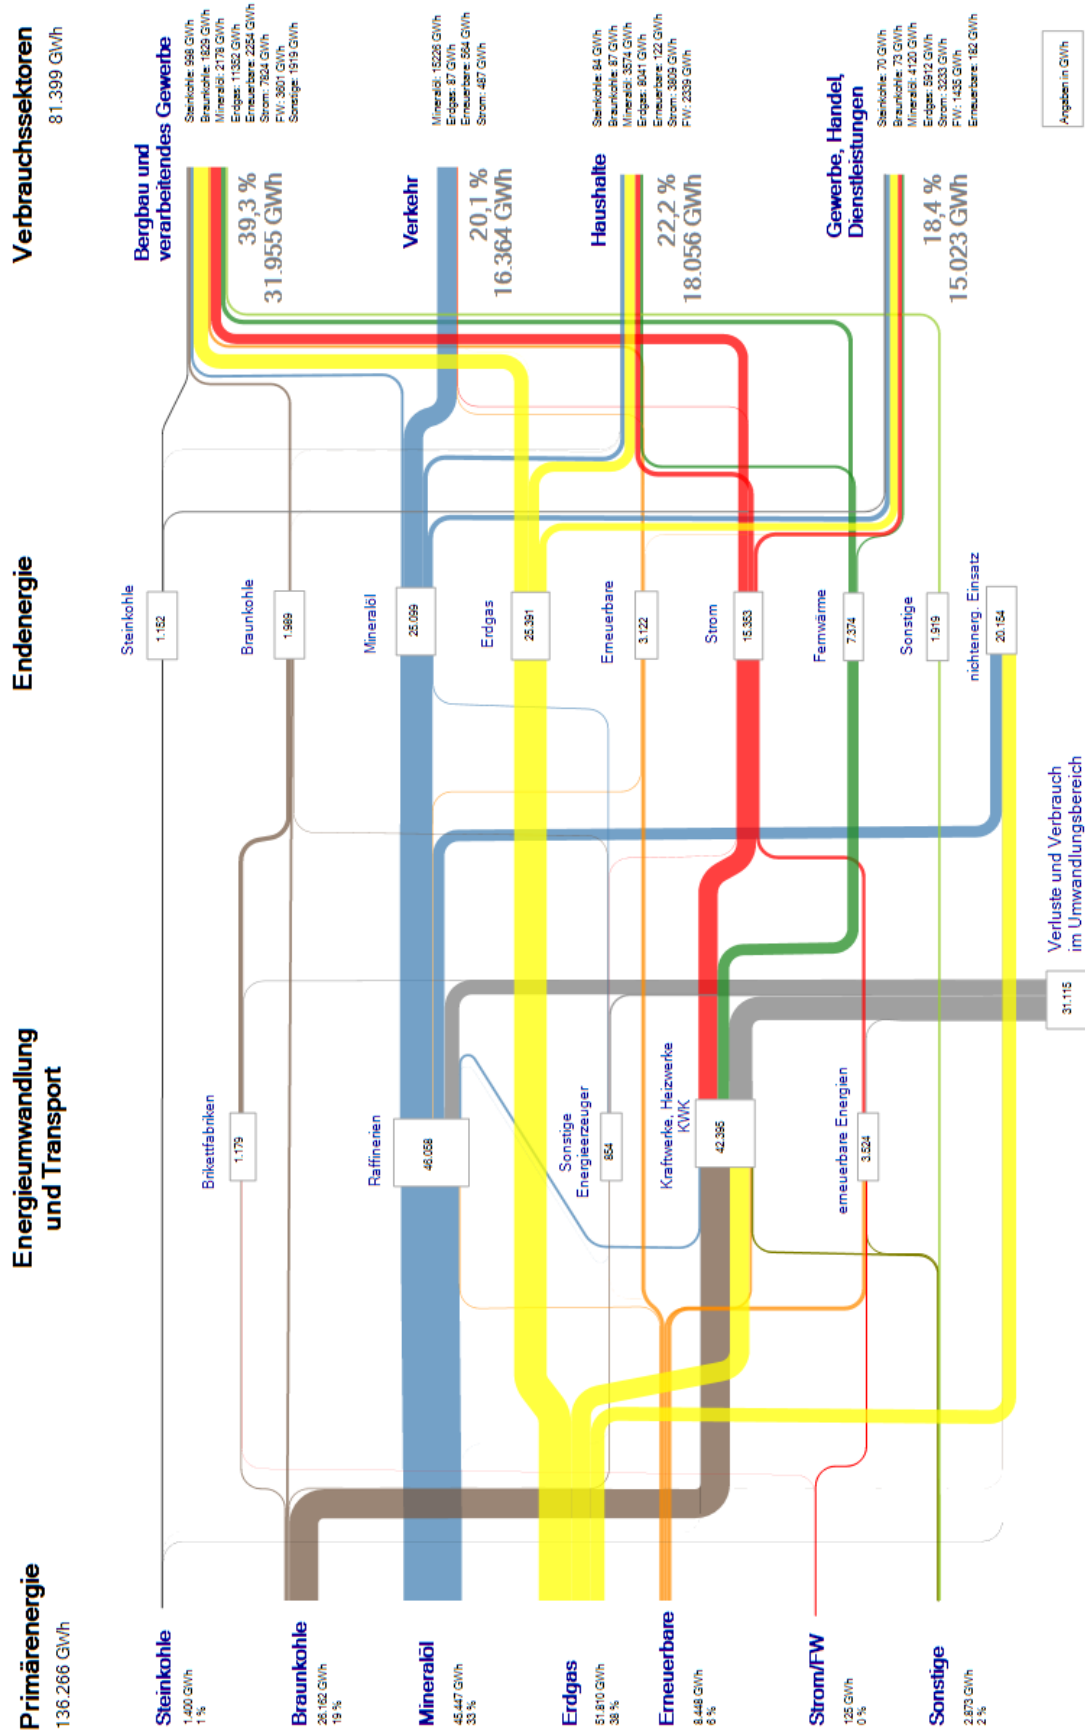 Primärenergie
136.266 GWh
Energieumwandlung
und Transport
Endenergie
Verbrauchssektoren
81.399 GWh
Steinkohle
1.400 GWh
1 %
Braunkohle
26.162 GWh
19 %
Mineralöl
45.447 GWh
33 %
Erdgas
51.810 GWh
38 %
Erneuerbare
8.448 GWh
6 %
Strom/FW
125 GWh
0 %
Sonstige
2.873 GWh
2 %
Brikettfabriken
1.179
Raffinerien
46.058
Sonstige
Energieerzeuger
854
Kraftwerke, Heizwerke
KWK
42.395
erneuerbare Energien
3.524
Verluste und Verbrauch
im Umwandlungsbereich
31.115
Steinkohle
1.152
Braunkohle
1.989
Mineralöl
25.099
Erdgas
25.391
Erneuerbare
3.122
Strom
15.353
Fernwärme
7.374
Sonstige
1.919
nichtenerg. Einsatz
20.154
Bergbau und
verarbeitendes Gewerbe
39,3 %
31.955 GWh
Steinkohle: 998 GWh
Braunkohle: 1829 GWh
Mineralöl: 2178 GWh
Erdgas: 11352 GWh
Erneuerbare: 2254 GWh
Strom: 7824 GWh
FW: 3601 GWh
Sonstige: 1919 GWh
Verkehr
20,1 %
16.364 GWh
Mineralöl: 15226 GWh
Erdgas: 87 GWh
Erneuerbare: 564 GWh
Strom: 487 GWh
Haushalte
22,2 %
18.056 GWh
Steinkohle: 84 GWh
Braunkohle: 87 GWh
Mineralöl: 3574 GWh
Erdgas: 8041 GWh
Erneuerbare: 122 GWh
Strom: 3809 GWh
FW: 2339 GWh
Gewerbe, Handel,
Dienstleistungen
18,4 %
15.023 GWh
Steinkohle: 70 GWh
Braunkohle: 73 GWh
Mineralöl: 4120 GWh
Erdgas: 5912 GWh
Strom: 3233 GWh
FW: 1435 GWh
Erneuerbare: 182 GWh
Angaben in GWh